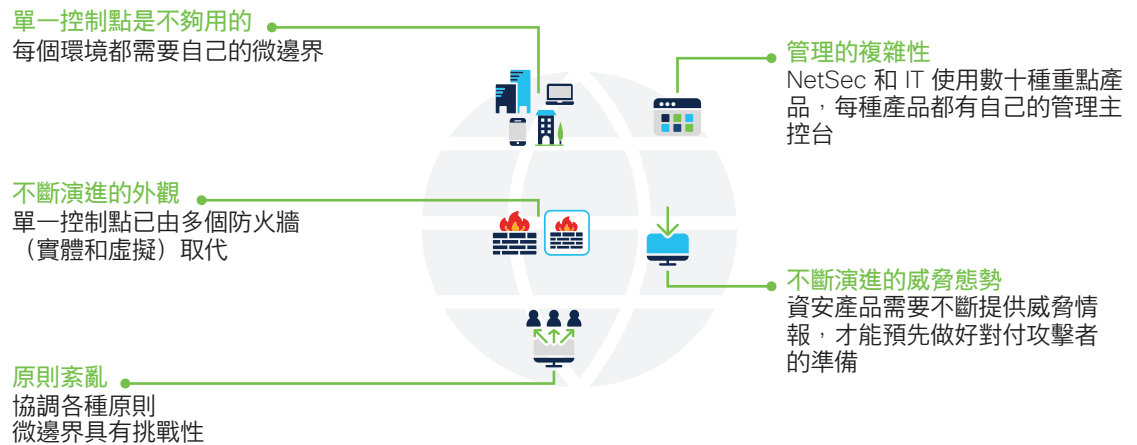 單一控制點是不夠用的
每個環境都需要自己的微邊界
不斷演進的外觀
單一控制點已由多個防火牆
（實體和虛擬）取代
原則紊亂
協調各種原則
微邊界具有挑戰性
管理的複雜性
NetSec 和 IT 使用數十種重點產
品，每種產品都有自己的管理主
控台
不斷演進的威脅態勢
資安產品需要不斷提供威脅情
報，才能預先做好對付攻擊者
的準備